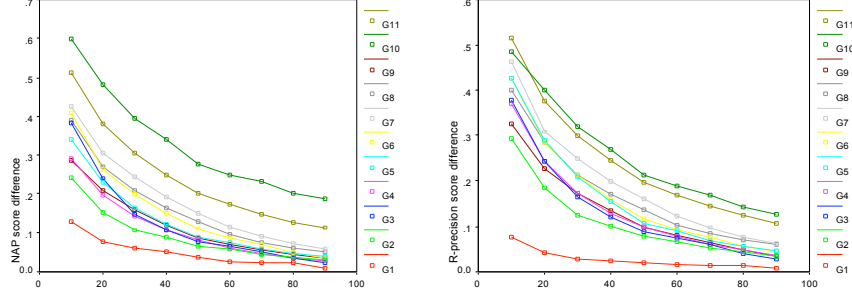 .7
.6
.5
.4
.3
.2
.1
0.0
NAP score difference
0
20
40
60
80
100
G11
G10
G9
G8
G7
G6
G5
G4
G3
G2
G1
.6
.5
.4
.3
.2
.1
0.0
R-precision score difference
0
20
40
60
80
100
G11
G10
G9
G8
G7
G6
G5
G4
G3
G2
G1